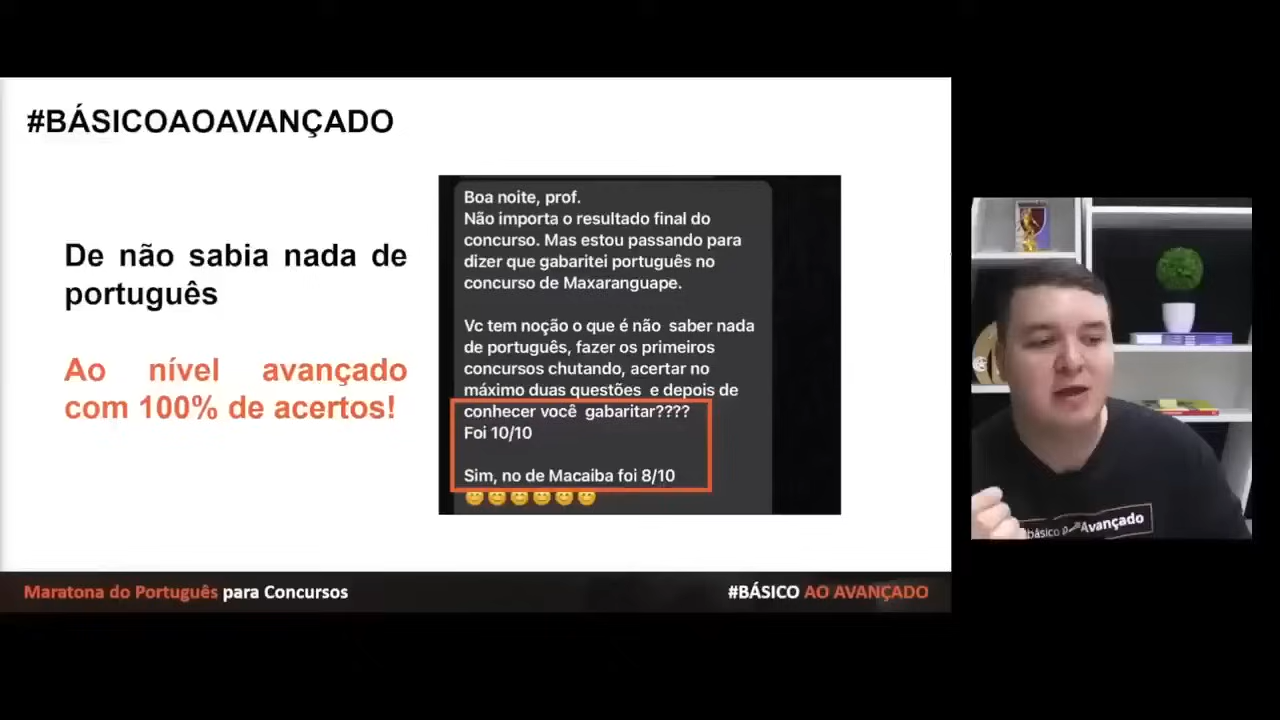 #BÁSICOAOAVANÇADO
De não sabia nada de
português
Ao nível avançado
com 100% de acertos!
Boa noite, prof.
Não importa o resultado final do
concurso. Mas estou passando para
dizer que gabaritei português no
concurso de Maxaranguape.
Vc tem noção o que é não saber nada
de português, fazer os primeiros
concursos chutando, acertar no
máximo duas questões e depois de
conhecer você gabaritar????
Foi 10/10
Sim, no de Macaiba foi 8/10
Maratona do Português para Concursos
#BÁSICO AO AVANÇADO
básico Avançado